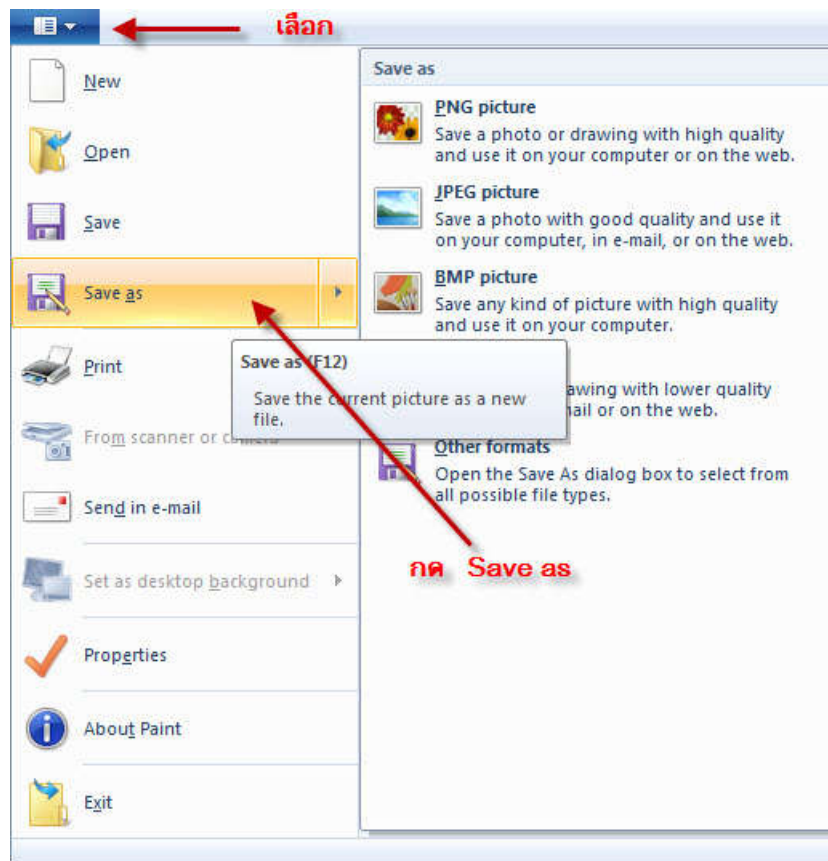 เลือก
New
Open
Save
Save as
Print
From scanner or camera
Send in e-mail
Set as desktop background
Properties
About Paint
Exit
Save as
PNG picture
Save a photo or drawing with high quality
and use it on your computer or on the web.
JPEG picture
Save a photo with good quality and use it
on your computer, in e-mail, or on the web.
BMP picture
Save any kind of picture with high quality
and use it on your computer.
Save as (F12)
Save the current picture as a new
file.
awing with lower quality
ail or on the web.
Other formats
Open the Save As dialog box to select from
all possible file types.
กด Save as